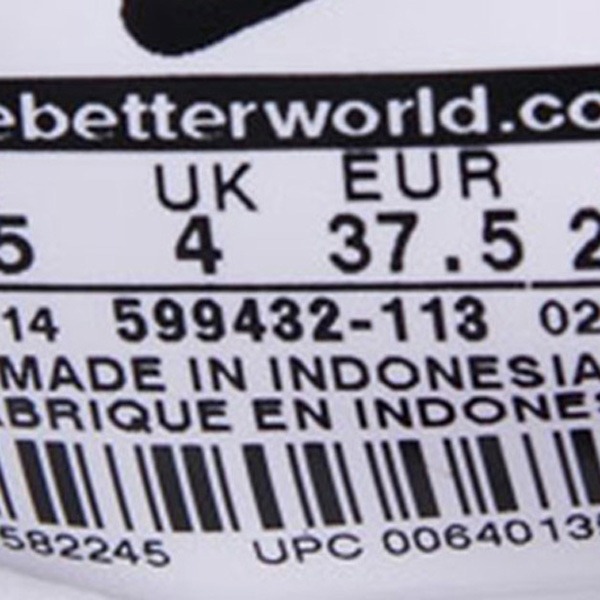 ebetterworld.co
UK EUR
5 4 37.5 2
14 599432-113 02
MADE IN INDONESIA
ABRIQUE EN INDONES
582245 UPC 0064013